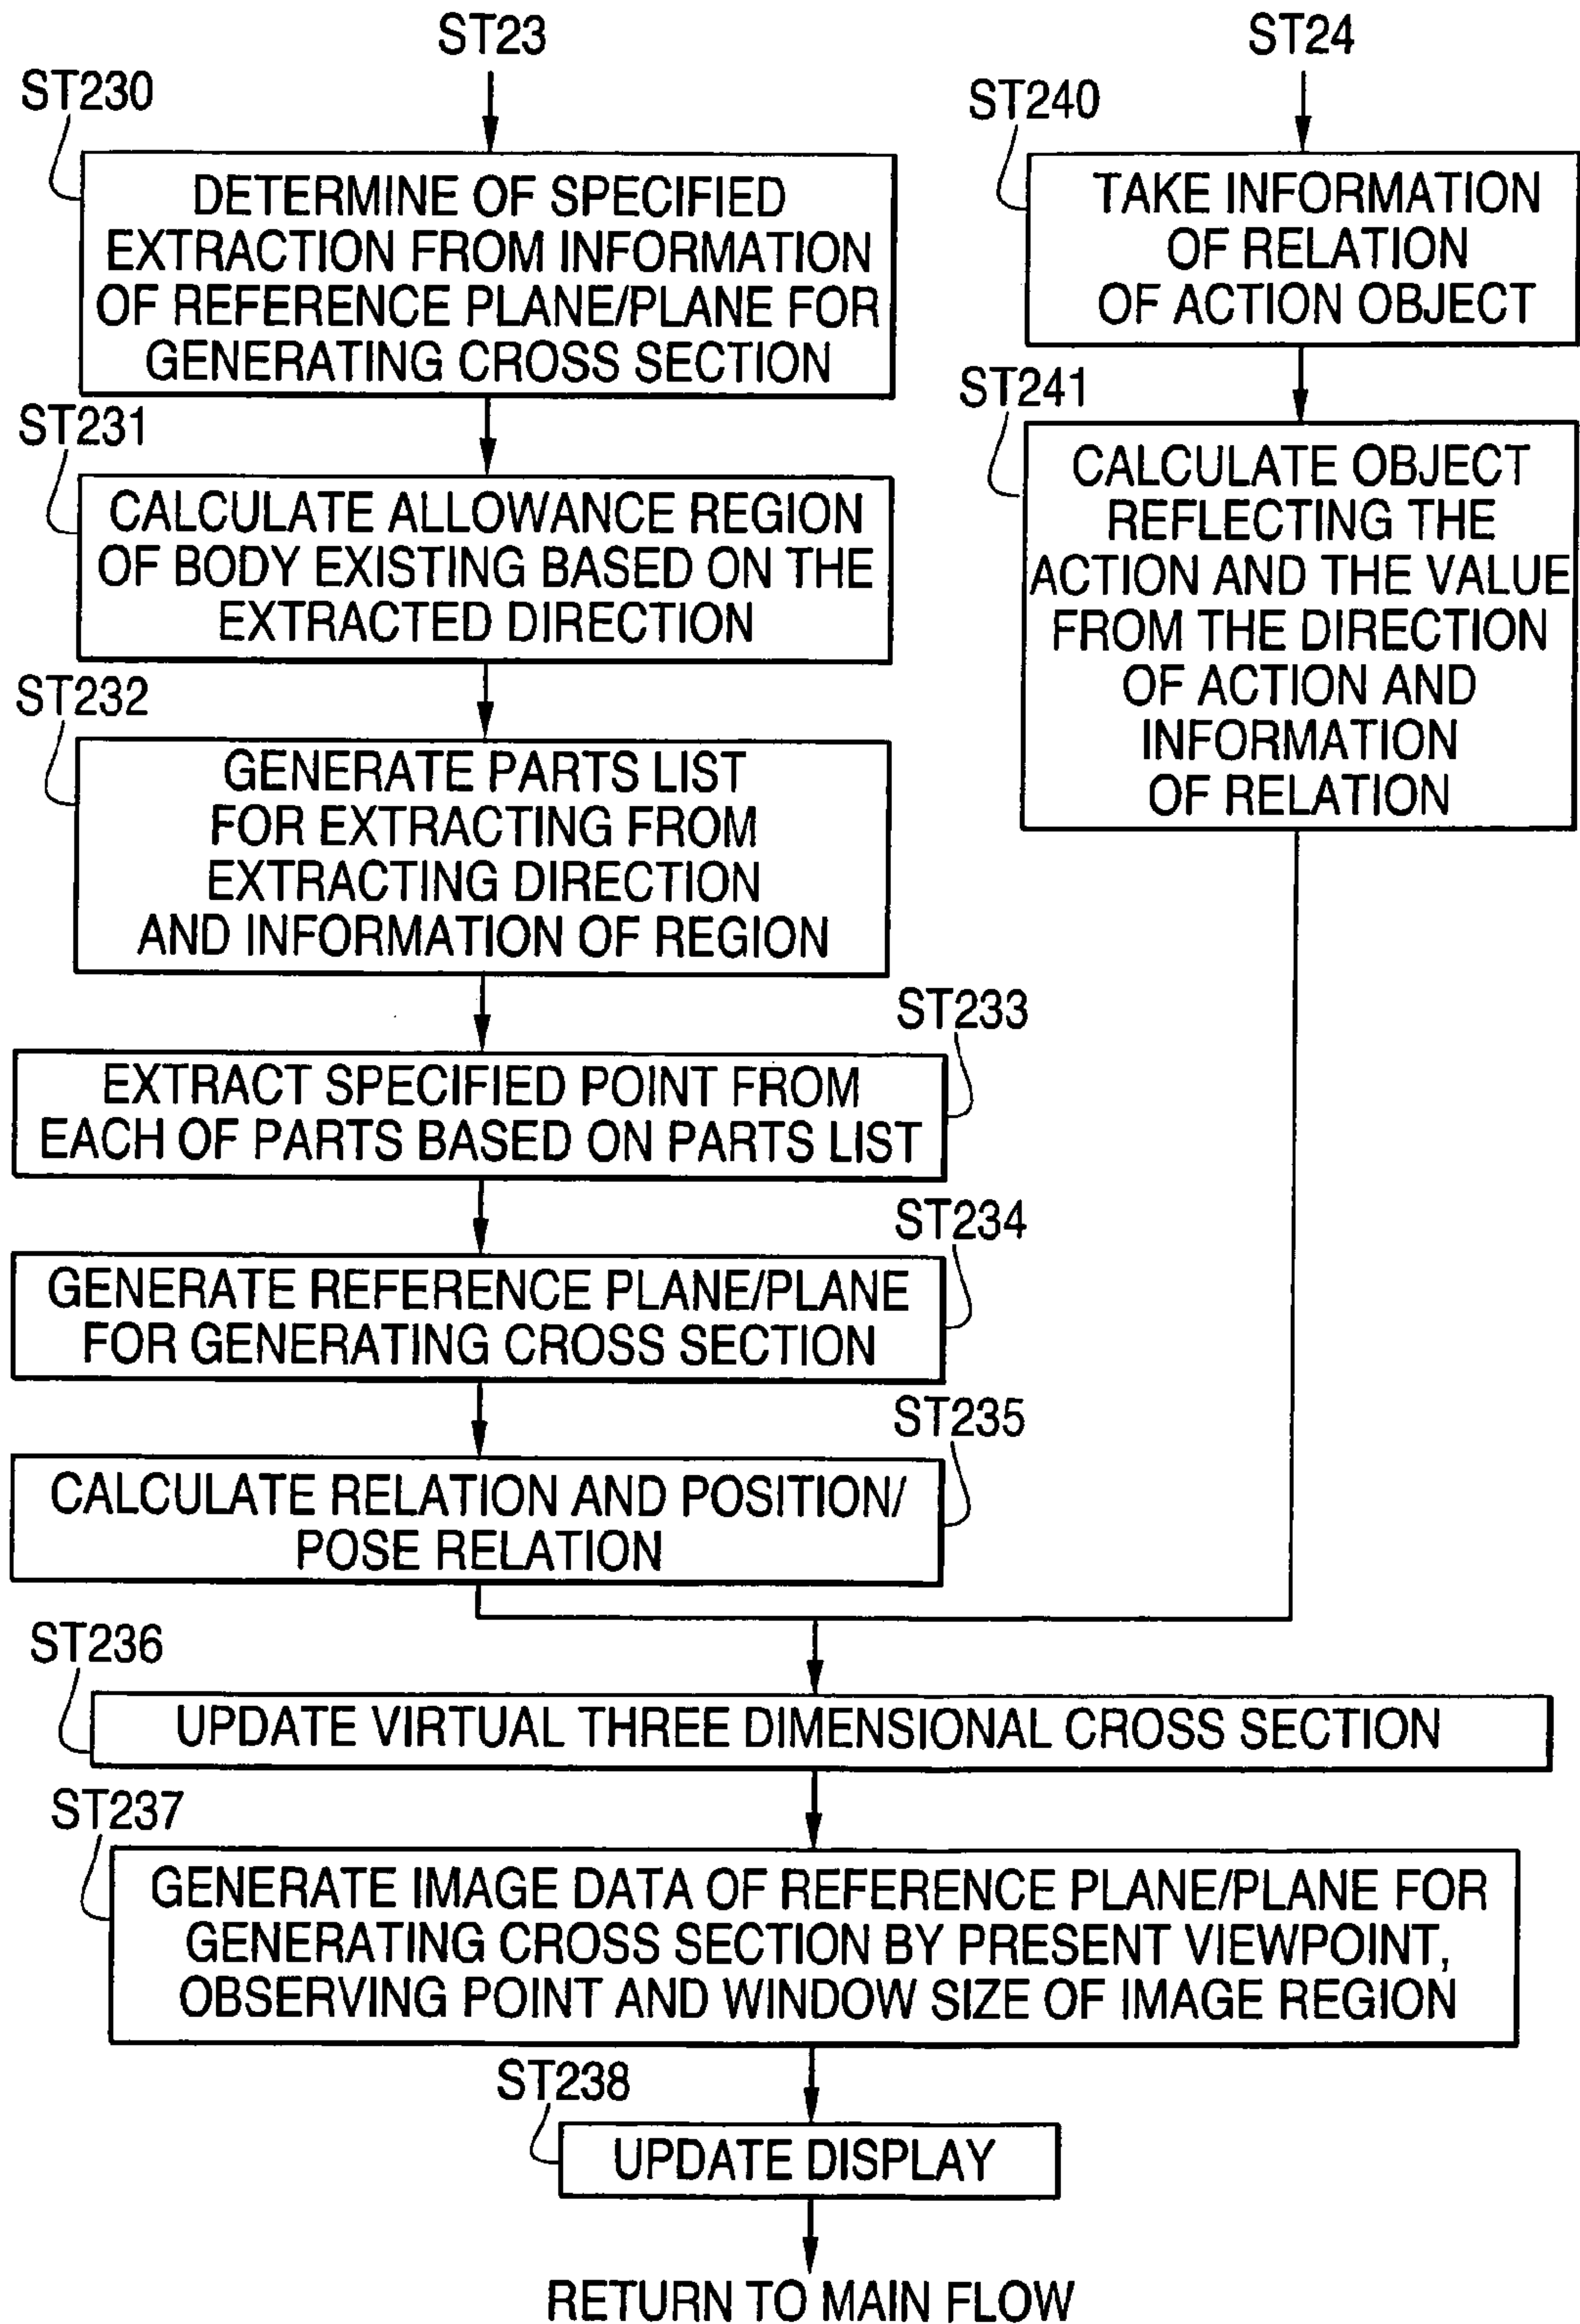 ST23
ST230
DETERMINE OF SPECIFIED
EXTRACTION FROM INFORMATION
OF REFERENCE PLANE/PLANE FOR
GENERATING CROSS SECTION
ST231
CALCULATE ALLOWANCE REGION
OF BODY EXISTING BASED ON THE
EXTRACTED DIRECTION
ST232
GENERATE PARTS LIST
FOR EXTRACTING FROM
EXTRACTING DIRECTION
AND INFORMATION OF REGION
ST233
EXTRACT SPECIFIED POINT FROM
EACH OF PARTS BASED ON PARTS LIST
ST234
GENERATE REFERENCE PLANE/PLANE
FOR GENERATING CROSS SECTION
ST235
CALCULATE RELATION AND POSITION/
POSE RELATION
ST24
ST240
TAKE INFORMATION
OF RELATION
OF ACTION OBJECT
ST241
CALCULATE OBJECT
REFLECTING THE
ACTION AND THE VALUE
FROM THE DIRECTION
OF ACTION AND
INFORMATION
OF RELATION
ST236
UPDATE VIRTUAL THREE DIMENSIONAL CROSS SECTION
ST237
GENERATE IMAGE DATA OF REFERENCE PLANE/PLANE FOR
GENERATING CROSS SECTION BY PRESENT VIEWPOINT,
OBSERVING POINT AND WINDOW SIZE OF IMAGE REGION
ST238
UPDATE DISPLAY
RETURN TO MAIN FLOW